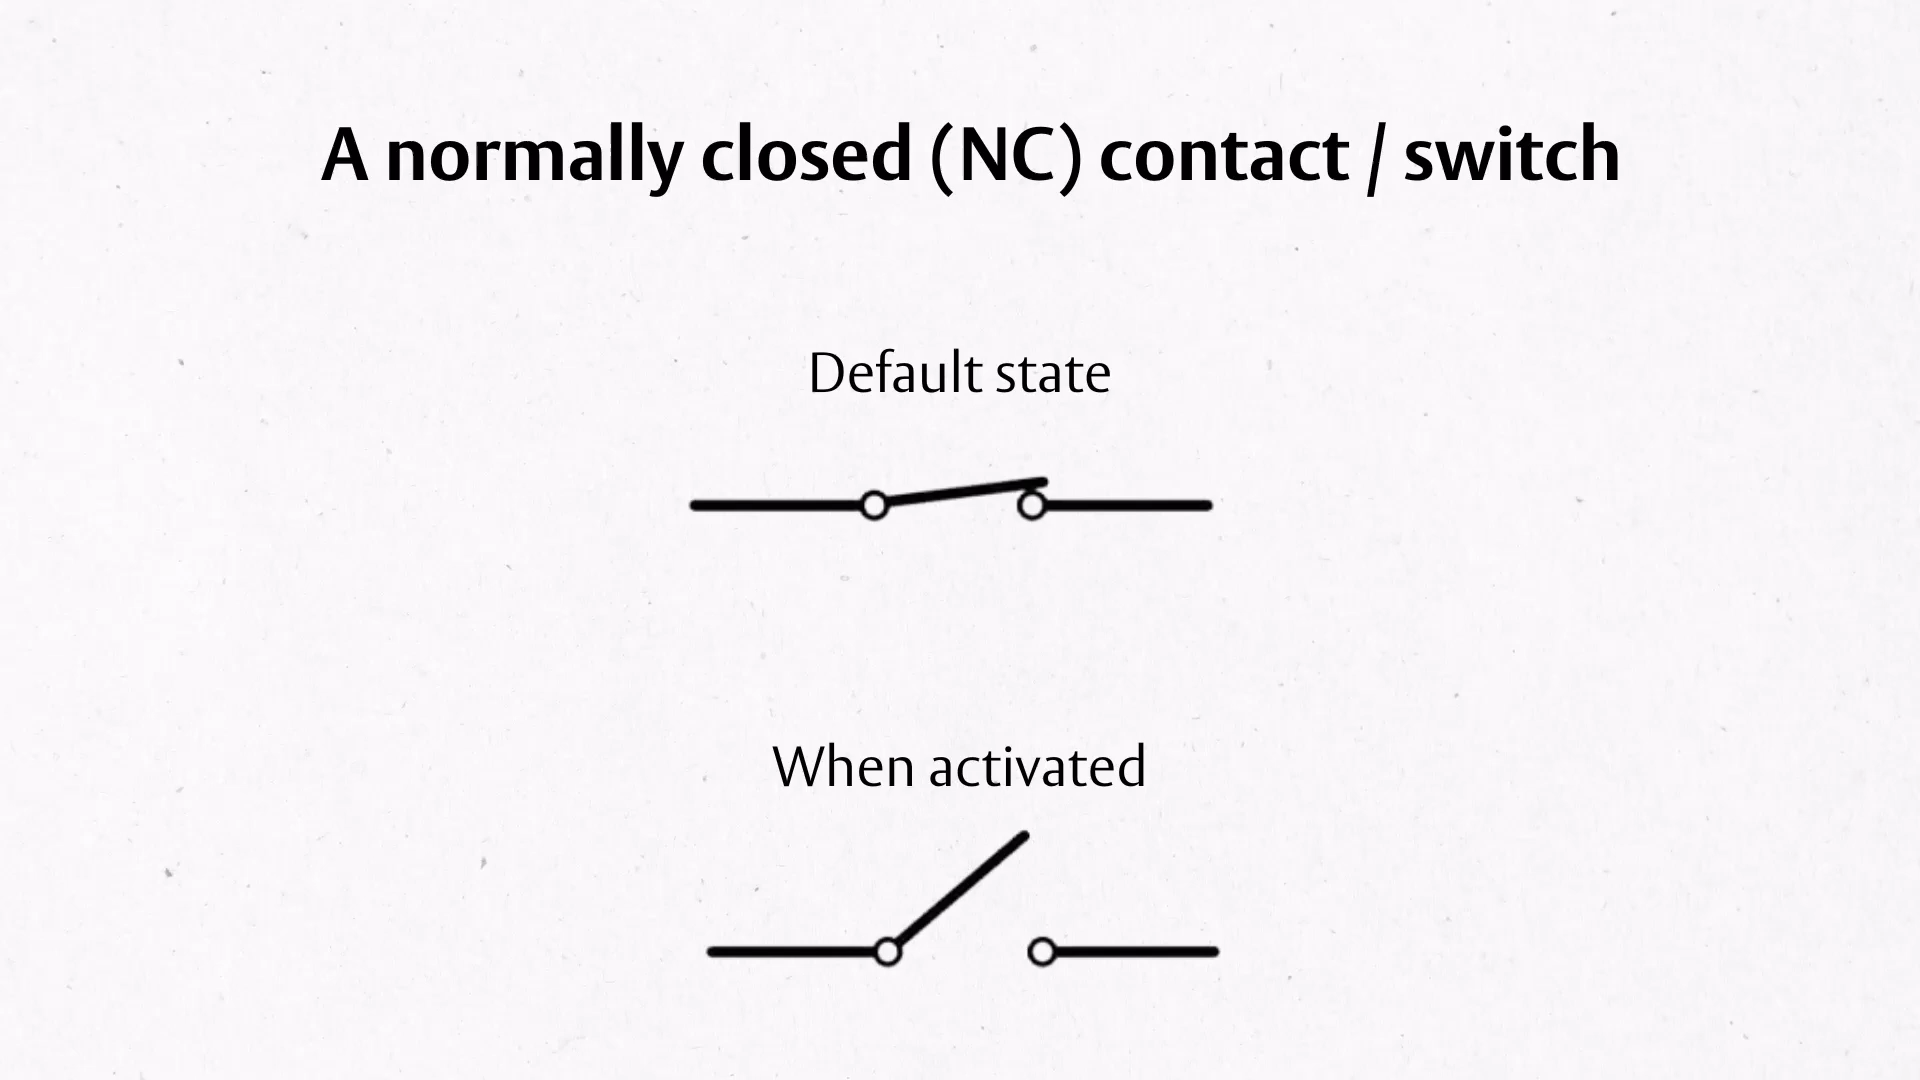 A normally closed (NC) contact / switch
Default state
When activated